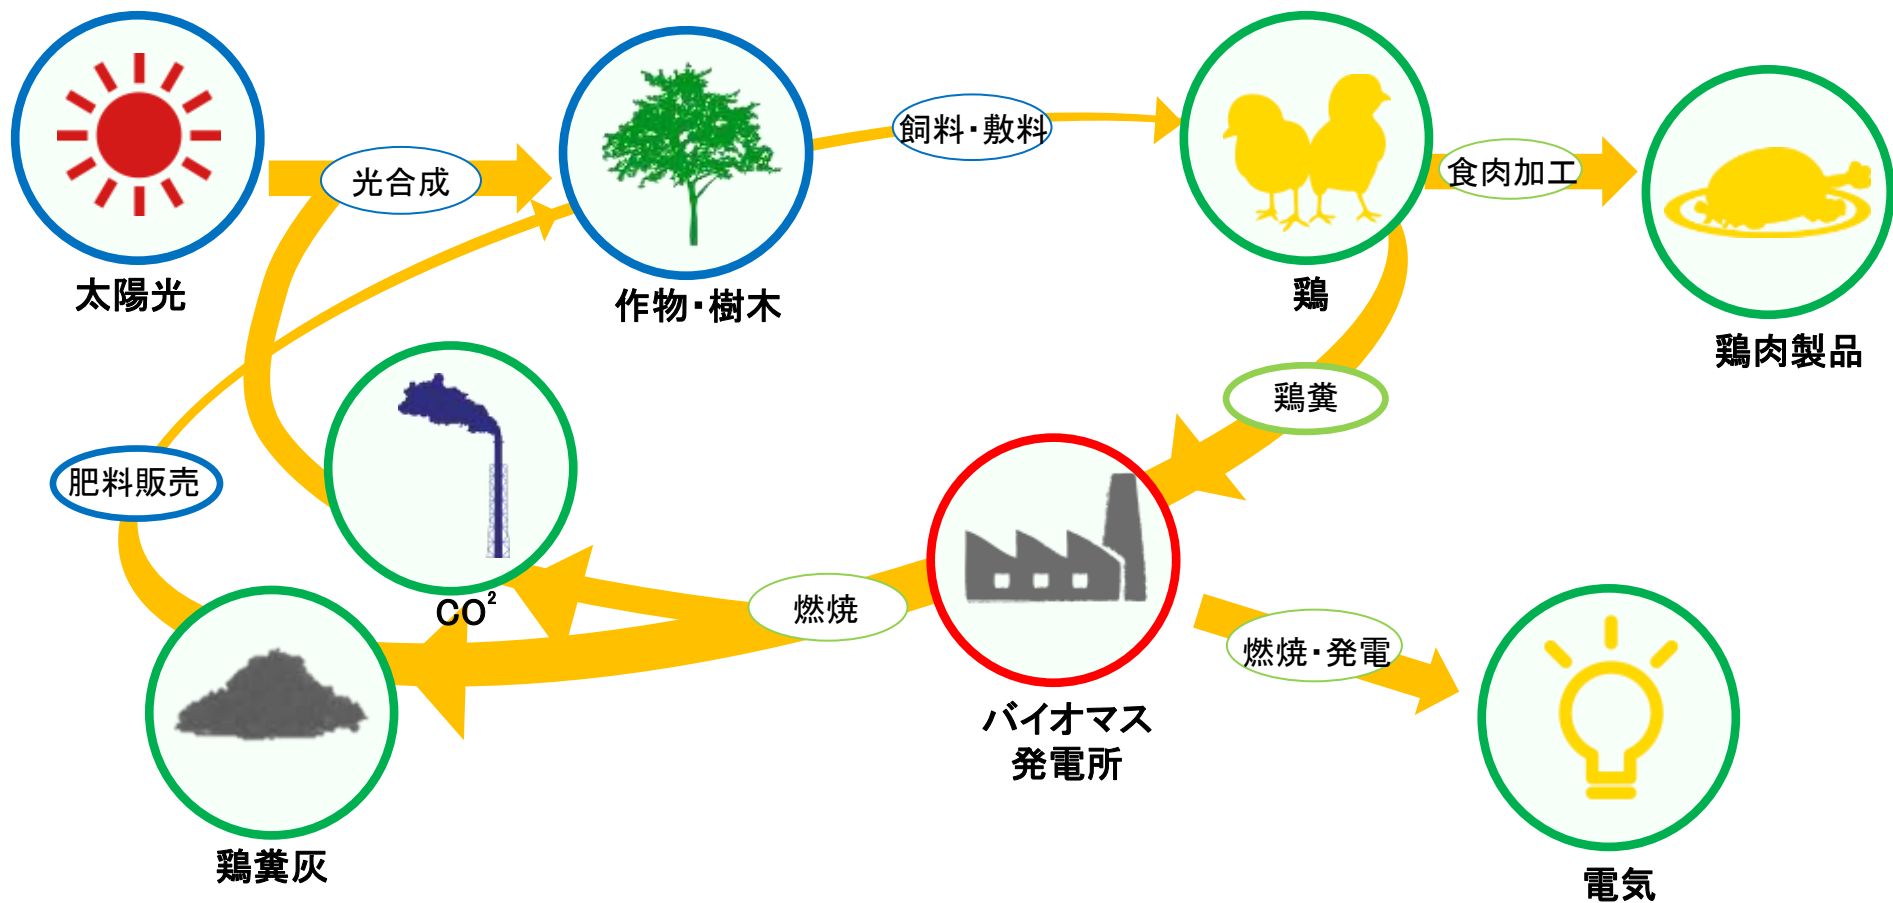 太陽光
光合成
作物・樹木
飼料・敷料
鶏
食肉加工
鶏肉製品
鶏糞
肥料販売
CO²
燃焼
バイオマス
発電所
燃焼・発電
鶏糞灰
電気